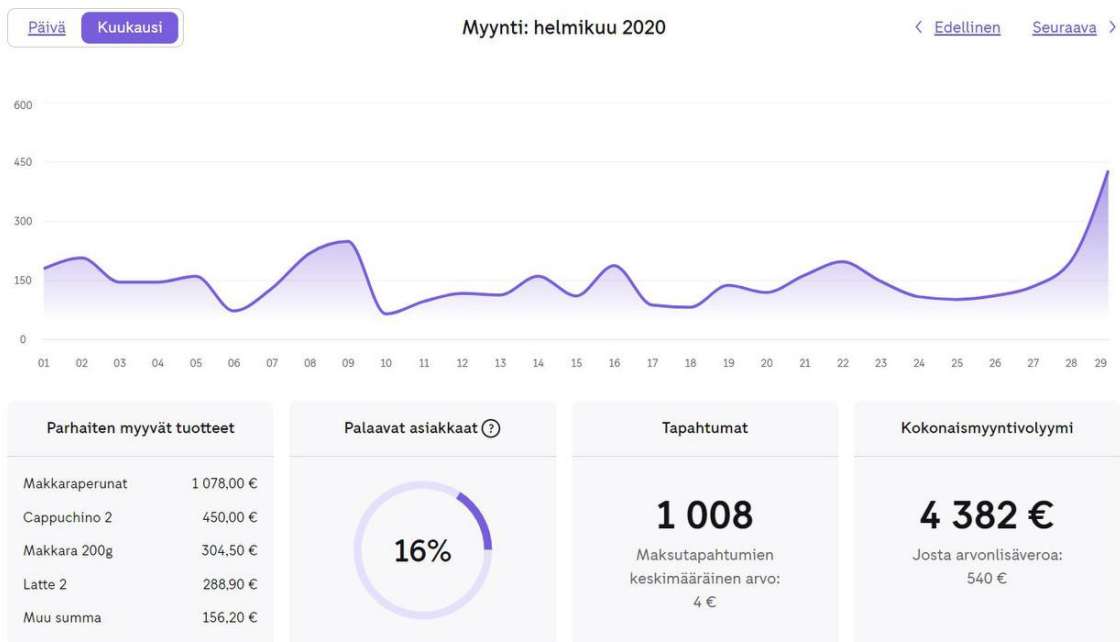 Päivä Kuukausi Myynti: helmikuu 2020 < Edellinen Seuraava >
600
450
300
150
0
01 02 03 04 05 06 07 08 09 10 11 12 13 14 15 16 17 18 19 20 21 22 23 24 25 26 27 28 29
Parhaiten myyvät tuotteet
Makkaraperunat 1 078,00 €
Cappuchino 2 450,00 €
Makkara 200g 304,50 €
Latte 2 288,90 €
Muu summa 156,20 €
Palaavat asiakkaat ?
16%
Tapahtumat
1 008
Maksutapahtumien
keskimääräinen arvo:
4 €
Kokonaismyyntivolyymi
4 382 €
Josta arvonlisäveroa:
540 €